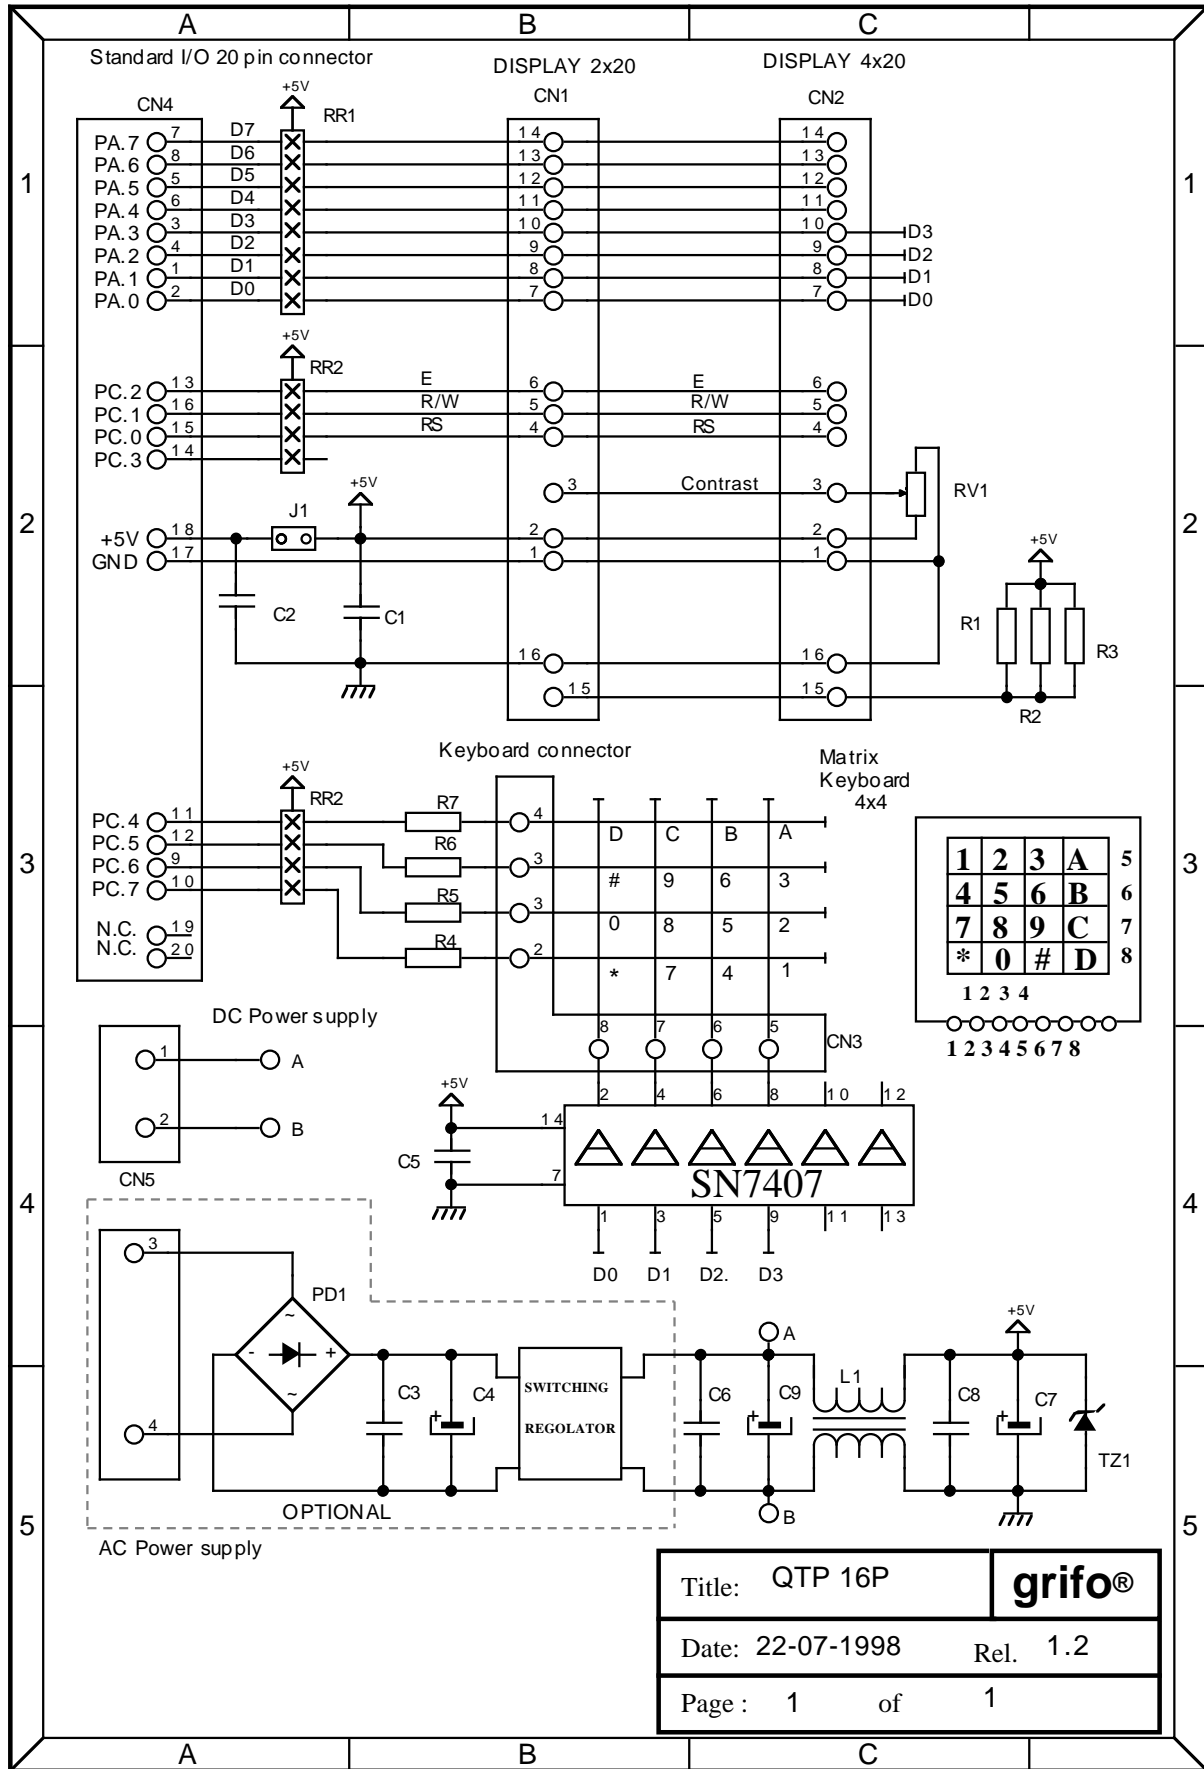 A B C
Standard I/O 20 pin connector
DISPLAY 2x20
DISPLAY 4x20
CN4
+5V
RR1
CN1
CN2
PA.7 7 D7 14 14
PA.6 8 D6 13 13
PA.5 5 D5 12 12
PA.4 6 D4 11 11
PA.3 3 D3 10 10 D3
PA.2 4 D2 9 9 D2
PA.1 1 D1 8 8 D1
PA.0 2 D0 7 7 D0
1 1
+5V
RR2
PC.2 13 E 6 E 6
PC.1 16 R/W 5 R/W 5
PC.0 15 RS 4 RS 4
PC.3 14
+5V
3 Contrast 3 RV1
2 2
J1
+5V 18 2 2
GND 17 1 1
+5V
C2 C1
R1 R3
16 16
15 15
R2
Keyboard connector
Matrix
Keyboard
4x4
+5V
RR2
PC.4 11 R7 4
PC.5 12 R6 3
PC.6 9 R5 3
PC.7 10 R4 2
D C B A
# 9 6 3
0 8 5 2
* 7 4 1
N.C. 19
N.C. 20
3 3
1 2 3 A 5
4 5 6 B 6
7 8 9 C 7
* 0 # D 8
1 2 3 4
1 2 3 4 5 6 7 8
8 7 6 5
CN3
DC Power supply
1 A
2 B
CN5
+5V
C5
2 4 6 8 10 12
14
7
SN7407
1 3 5 9 11 13
D0 D1 D2. D3
4 4
3
PD1
~
- +
~
4
C3 C4
+
SWITCHING
REGOLATOR
A
C6 C9
+
B
L1
C8 C7
+
+5V
TZ1
OPTIONAL
AC Power supply
5 5
Title: QTP 16P
grifo®
Date: 22-07-1998 Rel. 1.2
Page : 1 of 1
A B C